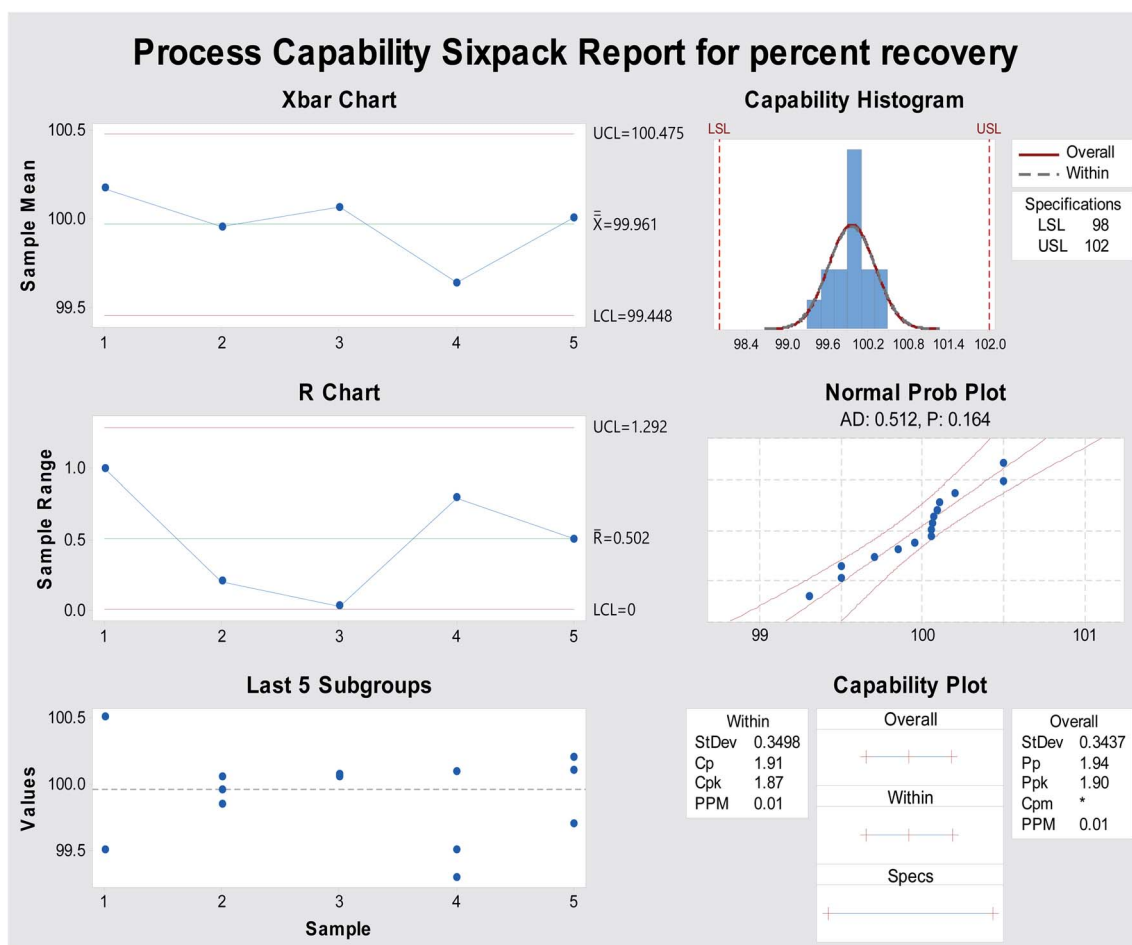 Process Capability Sixpack Report for percent recovery
Xbar Chart
Sample Mean
100.5
100.0
99.5
1 2 3 4 5
UCL=100.475
X̿=99.961
LCL=99.448
Capability Histogram
LSL USL
98.4 99.0 99.6 100.2 100.8 101.4 102.0
Overall
Within
Specifications
LSL 98
USL 102
R Chart
Sample Range
1.0
0.5
0.0
1 2 3 4 5
UCL=1.292
R̅=0.502
LCL=0
Normal Prob Plot
AD: 0.512, P: 0.164
99 100 101
Last 5 Subgroups
Values
100.5
100.0
99.5
1 2 3 4 5
Sample
Capability Plot
Within
StDev 0.3498
Cp 1.91
Cpk 1.87
PPM 0.01
Overall
Within
Specs
Overall
StDev 0.3437
Pp 1.94
Ppk 1.90
Cpm *
PPM 0.01